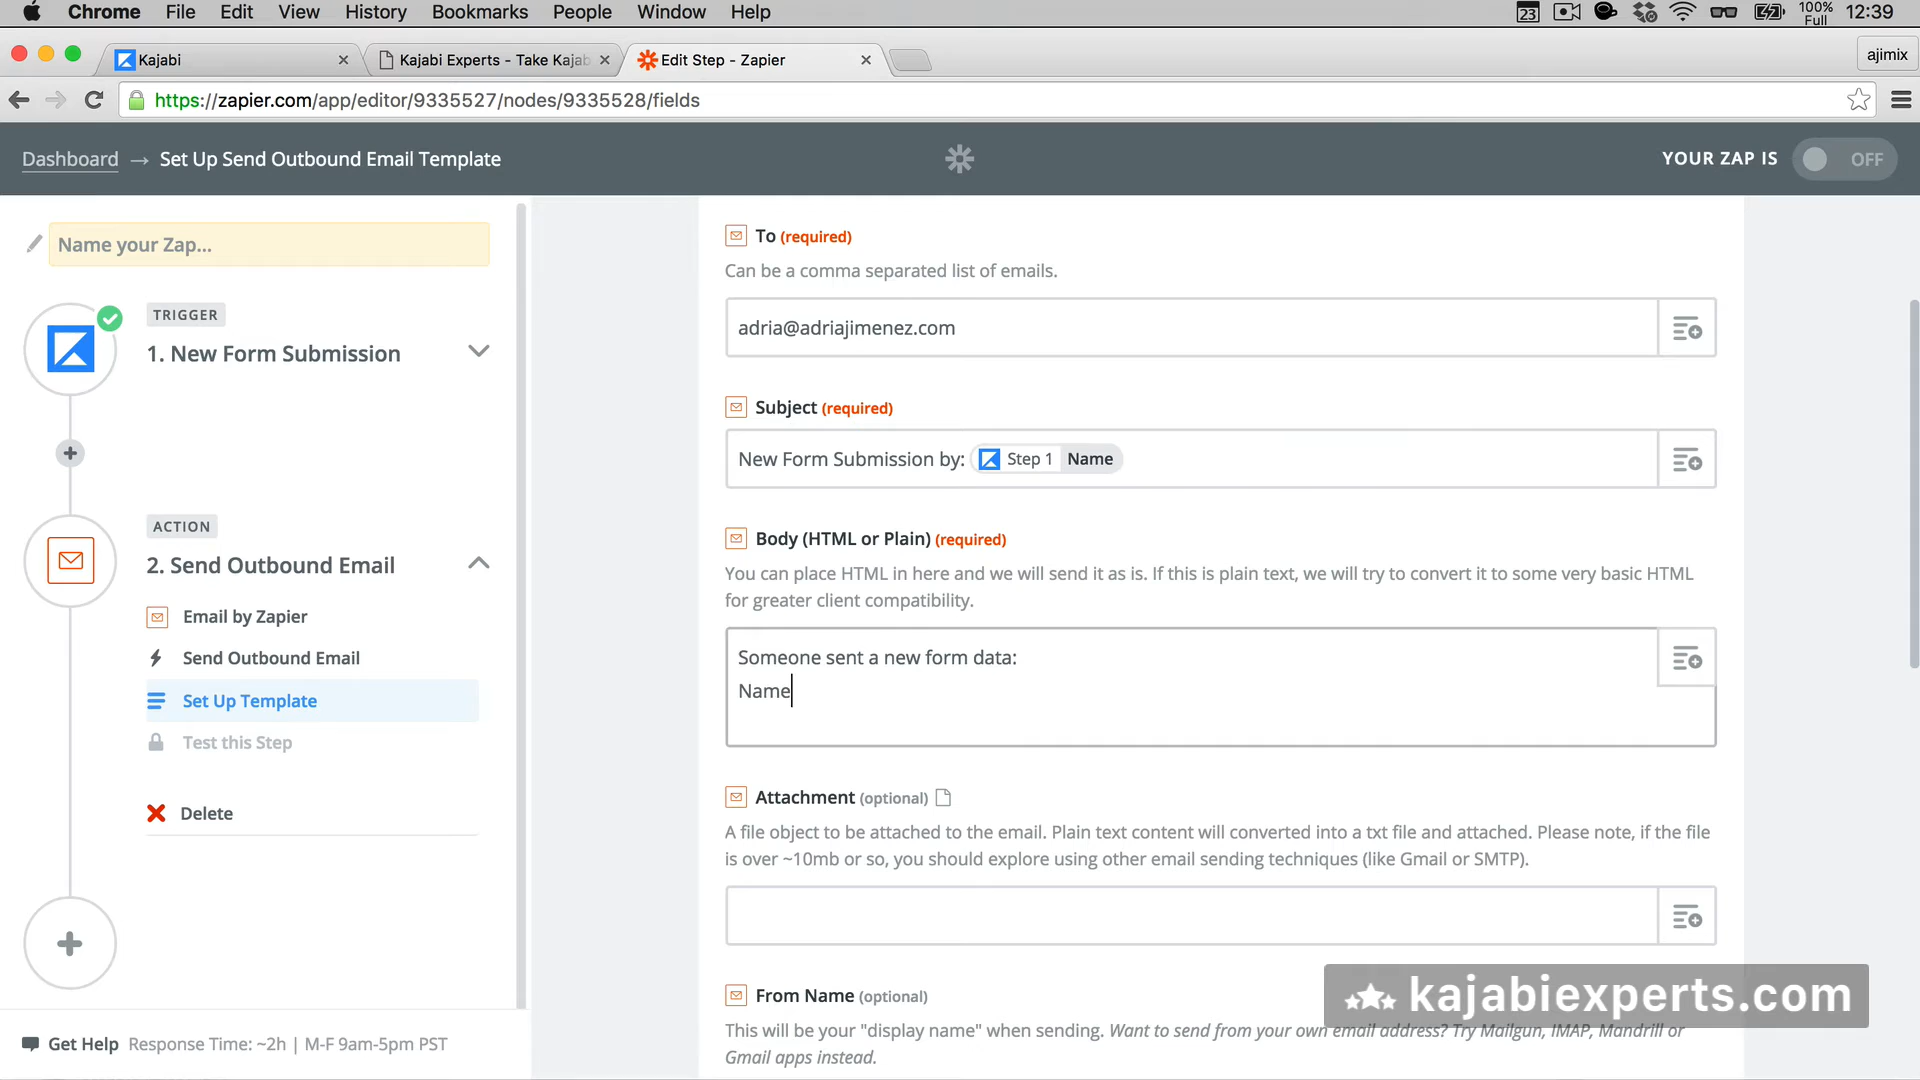 Chrome File Edit View History Bookmarks People Window Help 23 100% Full 12:39
Kajabi
Kajabi Experts - Take Kajab
Edit Step - Zapier
ajimix
https://zapier.com/app/editor/9335527/nodes/9335528/fields
Dashboard → Set Up Send Outbound Email Template
YOUR ZAP IS OFF
Name your Zap...
TRIGGER
1. New Form Submission
ACTION
2. Send Outbound Email
Email by Zapier
Send Outbound Email
Set Up Template
Test this Step
Delete
Get Help Response Time: ~2h | M-F 9am-5pm PST
To (required)
Can be a comma separated list of emails.
adria@adriajimenez.com
Subject (required)
New Form Submission by: Step 1 Name
Body (HTML or Plain) (required)
You can place HTML in here and we will send it as is. If this is plain text, we will try to convert it to some very basic HTML
for greater client compatibility.
Someone sent a new form data:
Name
Attachment (optional)
A file object to be attached to the email. Plain text content will converted into a txt file and attached. Please note, if the file
is over ~10mb or so, you should explore using other email sending techniques (like Gmail or SMTP).
From Name (optional)
This will be your "display name" when sending. Want to send from your own email address? Try Mailgun, IMAP, Mandrill or
Gmail apps instead.
kajabiexperts.com